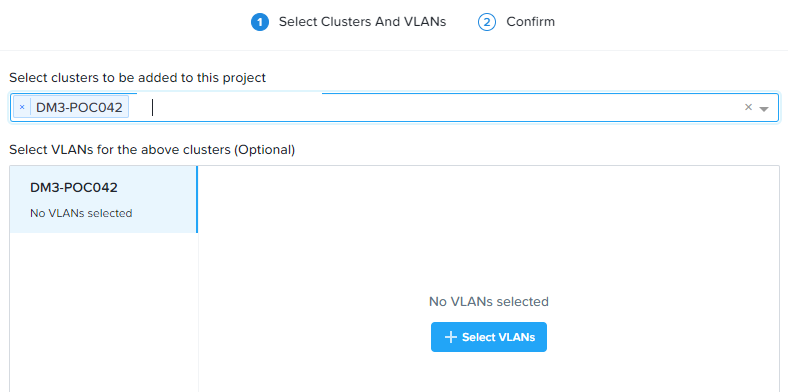 1 Select Clusters And VLANs 2 Confirm
Select clusters to be added to this project
× DM3-POC042 ×
Select VLANs for the above clusters (Optional)
DM3-POC042
No VLANs selected
No VLANs selected
+ Select VLANs